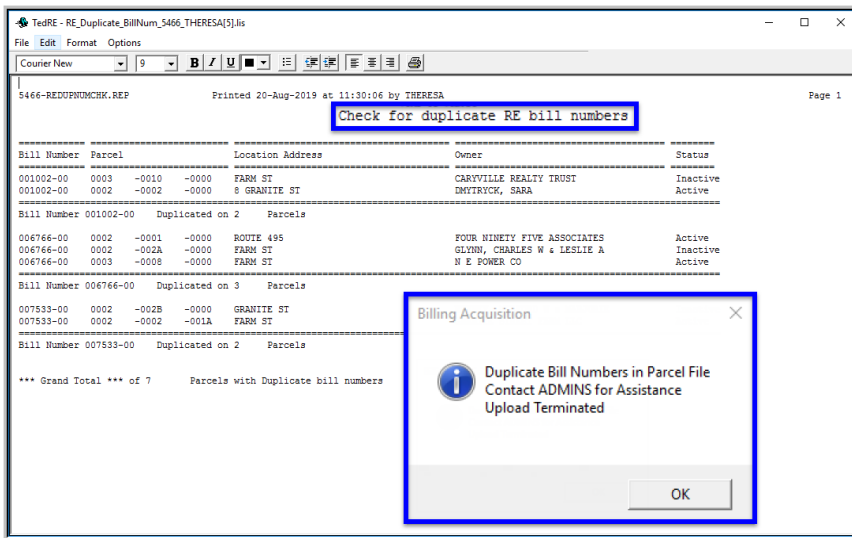 TedRE - RE_Duplicate_BillNum_5466_THERESA[5].lis
File Edit Format Options
Courier New 9 B I U
5466-REDUPNUMCHK.REP Printed 20-Aug-2019 at 11:30:06 by THERESA Page 1
Check for duplicate RE bill numbers
Bill Number Parcel Location Address Owner Status
001002-00 0003 -0010 -0000 FARM ST CARYVILLE REALTY TRUST Inactive
001002-00 0002 -0002 -0000 8 GRANITE ST DMYTRYCK, SARA Active
Bill Number 001002-00 Duplicated on 2 Parcels
006766-00 0002 -0001 -0000 ROUTE 495 FOUR NINETY FIVE ASSOCIATES Active
006766-00 0002 -002A -0000 FARM ST GLYNN, CHARLES W & LESLIE A Inactive
006766-00 0003 -0008 -0000 FARM ST N E POWER CO Active
Bill Number 006766-00 Duplicated on 3 Parcels
007533-00 0002 -002B -0000 GRANITE ST
007533-00 0002 -0002 -001A FARM ST
Bill Number 007533-00 Duplicated on 2 Parcels
*** Grand Total *** of 7 Parcels with Duplicate bill numbers
Billing Acquisition
Duplicate Bill Numbers in Parcel File
Contact ADMINS for Assistance
Upload Terminated
OK